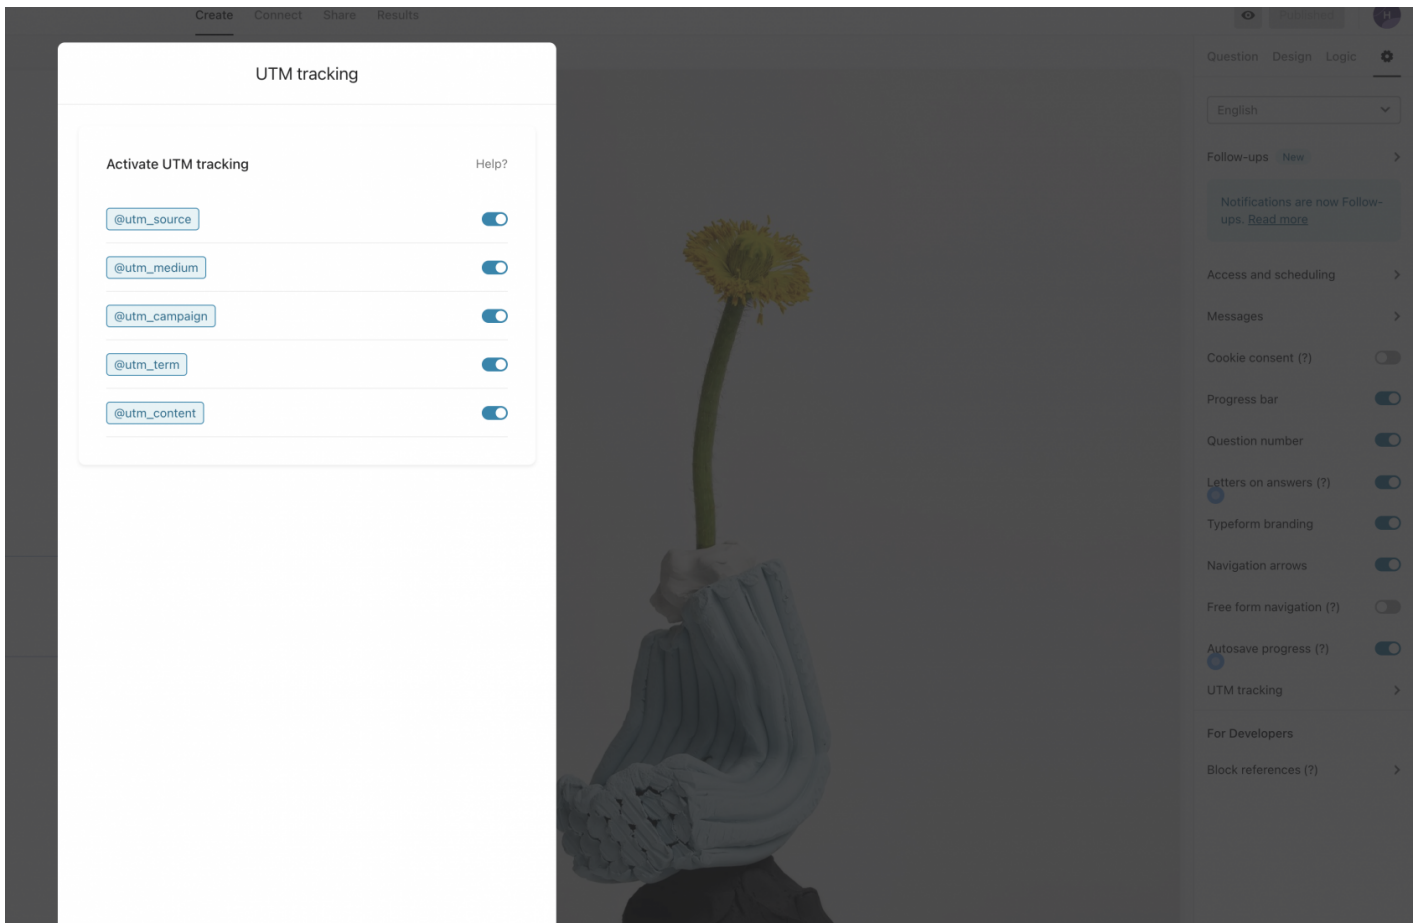 Create Connect Share Results
Published
H
UTM tracking
Activate UTM tracking Help?
@utm_source
@utm_medium
@utm_campaign
@utm_term
@utm_content
Question Design Logic
English
Follow-ups New
Notifications are now Follow-
ups. Read more
Access and scheduling
Messages
Cookie consent (?)
Progress bar
Question number
Letters on answers (?)
Typeform branding
Navigation arrows
Free form navigation (?)
Autosave progress (?)
UTM tracking
For Developers
Block references (?)